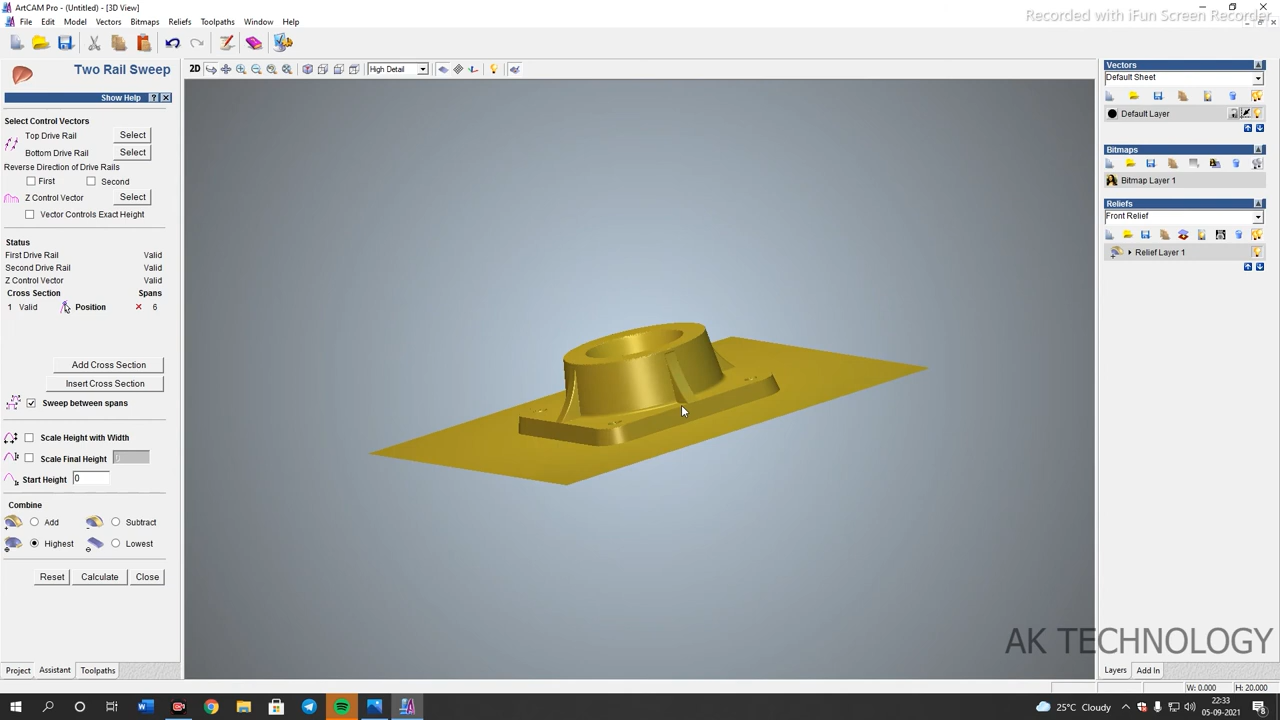 ArtCAM Pro - (Untitled) - [3D View]
File Edit Model Vectors Bitmaps Reliefs Toolpaths Window Help
Recorded with iFun Screen Recorder
Two Rail Sweep
Show Help ? X
2D High Detail
Select Control Vectors
Top Drive Rail Select
Bottom Drive Rail Select
Reverse Direction of Drive Rails
First Second
Z Control Vector Select
Vector Controls Exact Height
Status
First Drive Rail Valid
Second Drive Rail Valid
Z Control Vector Valid
Cross Section Spans
1 Valid Position 6
Add Cross Section
Insert Cross Section
Sweep between spans
Scale Height with Width
Scale Final Height
Start Height 0
Combine
Add Subtract
Highest Lowest
Reset Calculate Close
Project Assistant Toolpaths
Vectors
Default Sheet
Default Layer
Bitmaps
Bitmap Layer 1
Reliefs
Front Relief
Relief Layer 1
AK TECHNOLOGY
Layers Add In
W: 0.000 H: 20.000
25°C Cloudy
22:33
05-09-2021